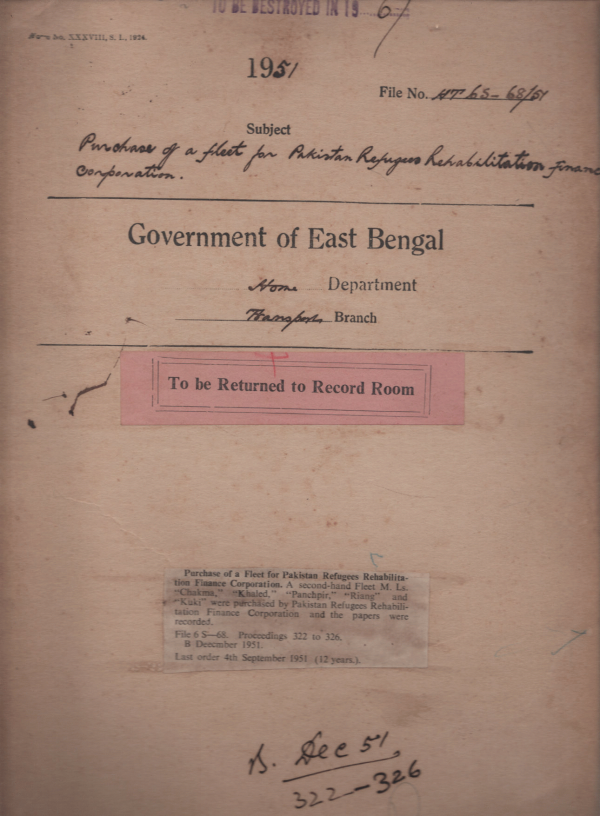 TO BE DESTROYED IN 19 6
XXXVIII, S. I., 1924.
1951
File No. HT 6S-68/51
Subject
Purchase of a fleet for Pakistan Refugees Rehabilitation Financ
Corporation.
Government of East Bengal
Home Department
Transport Branch
To be Returned to Record Room
Purchase of a Fleet for Pakistan Refugees Rehabilita-
tion Finance Corporation. A second-hand Fleet M. Ls.
"Chakma," "Khaled," "Panchpir," "Riang" and
"Kuki" were purchased by Pakistan Refugees Rehabili-
tation Finance Corporation and the papers were
recorded.
File 6 S—68. Proceedings 322 to 326.
B December 1951.
Last order 4th September 1951 (12 years.).
B. Dec 51
322-326